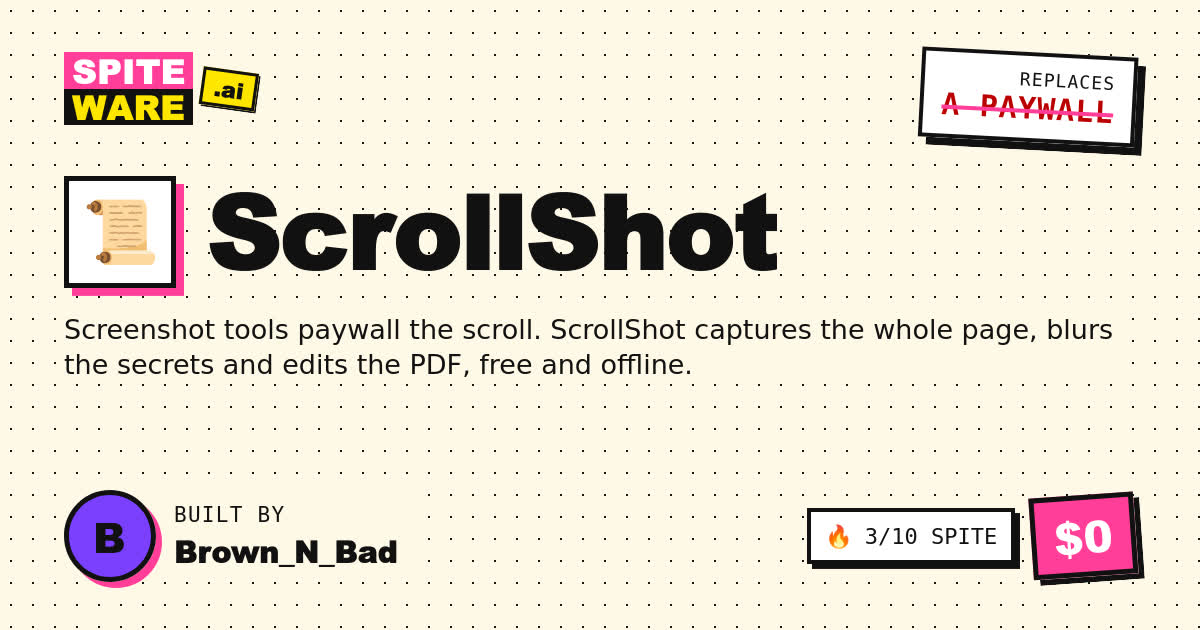 SPITE
WARE
.ai
REPLACES
A PAYWALL
ScrollShot
Screenshot tools paywall the scroll. ScrollShot captures the whole page, blurs
the secrets and edits the PDF, free and offline.
B
BUILT BY
Brown_N_Bad
🔥 3/10 SPITE
$0